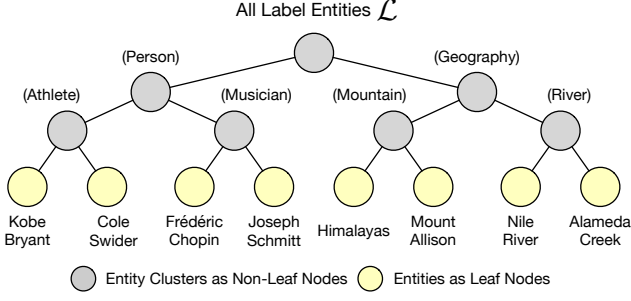 All Label Entities ℒ
(Person)
(Geography)
(Athlete)
(Musician)
(Mountain)
(River)
Kobe
Bryant
Cole
Swider
Frédéric
Chopin
Joseph
Schmitt
Himalayas
Mount
Allison
Nile
River
Alameda
Creek
Entity Clusters as Non-Leaf Nodes
Entities as Leaf Nodes